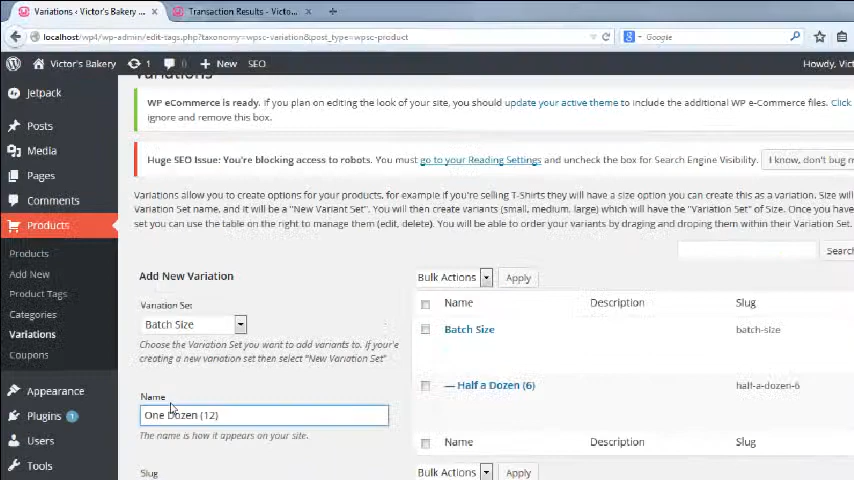 Variations ‹ Victor's Bakery ...
Transaction Results - Victo...
localhost/wp4/wp-admin/edit-tags.php?taxonomy=wpsc-variation&post_type=wpsc-product
Google
Victor's Bakery
1
0
+ New
SEO
Howdy, Vict
Jetpack
Posts
Media
Pages
Comments
Products
Products
Add New
Product Tags
Categories
Variations
Coupons
Appearance
Plugins 1
Users
Tools
Variations
WP eCommerce is ready. If you plan on editing the look of your site, you should update your active theme to include the additional WP e-Commerce files. Click
ignore and remove this box.
Huge SEO Issue: You're blocking access to robots. You must go to your Reading Settings and uncheck the box for Search Engine Visibility.
I know, don't bug m
Variations allow you to create options for your products, for example if you're selling T-Shirts they will have a size option you can create this as a variation. Size will
Variation Set name, and it will be a "New Variant Set". You will then create variants (small, medium, large) which will have the "Variation Set" of Size. Once you have
set you can use the table on the right to manage them (edit, delete). You will be able to order your variants by draging and droping them within their Variation Set.
Search
Add New Variation
Variation Set
Batch Size
Choose the Variation Set you want to add variants to. If your'e
creating a new variation set then select "New Variation Set"
Name
One Dozen (12)
The name is how it appears on your site.
Slug
Bulk Actions
Apply
Name
Description
Slug
Batch Size
batch-size
— Half a Dozen (6)
half-a-dozen-6
Name
Description
Slug
Bulk Actions
Apply